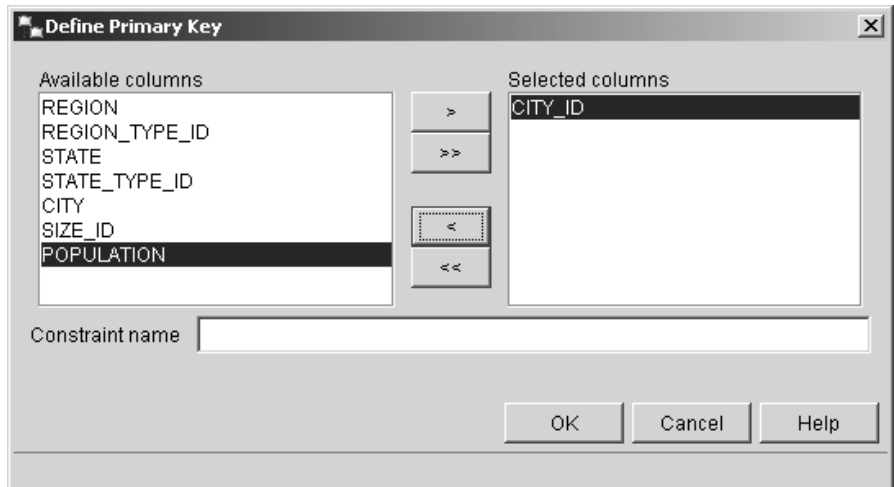 Define Primary Key
Available columns
REGION
REGION_TYPE_ID
STATE
STATE_TYPE_ID
CITY
SIZE_ID
POPULATION
>
>>
<
<<
Selected columns
CITY_ID
Constraint name
OK
Cancel
Help